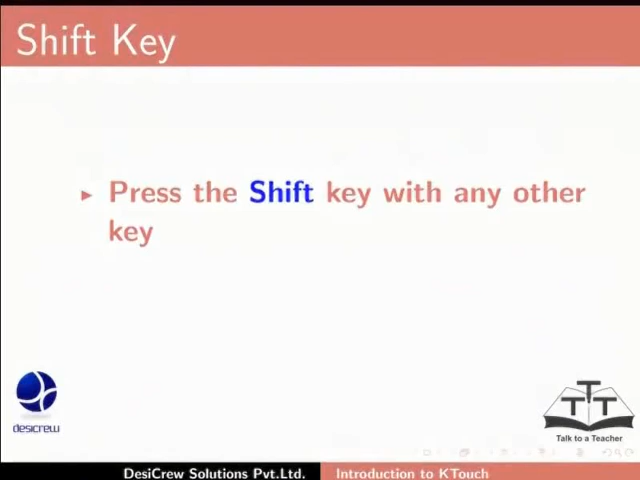 Shift Key
Press the Shift key with any other
key
desicrew
TTT
Talk to a Teacher
DesiCrew Solutions Pvt.Ltd. Introduction to KTouch